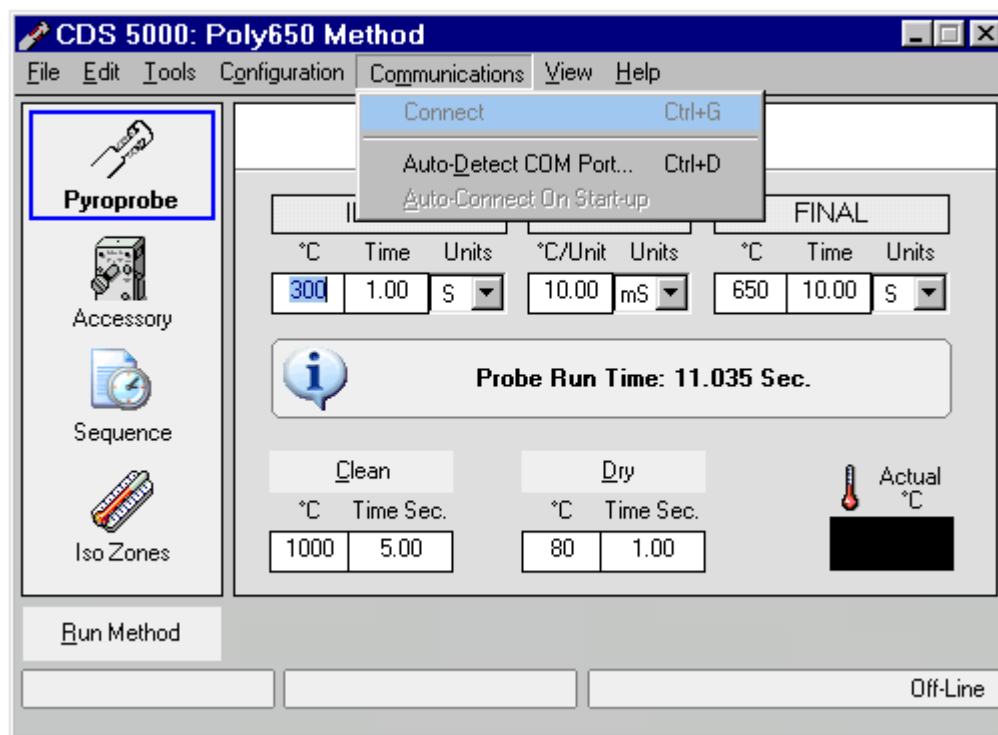 CDS 5000: Poly650 Method
File Edit Tools Configuration Communications View Help
Connect Ctrl+G
Auto-Detect COM Port... Ctrl+D
Auto-Connect On Start-up
Pyroprobe
Accessory
Sequence
Iso Zones
FINAL
°C Time Units °C/Unit Units °C Time Units
300 1.00 S 10.00 mS 650 10.00 S
Probe Run Time: 11.035 Sec.
Clean Dry
Actual
°C
°C Time Sec. °C Time Sec.
1000 5.00 80 1.00
Run Method
Off-Line